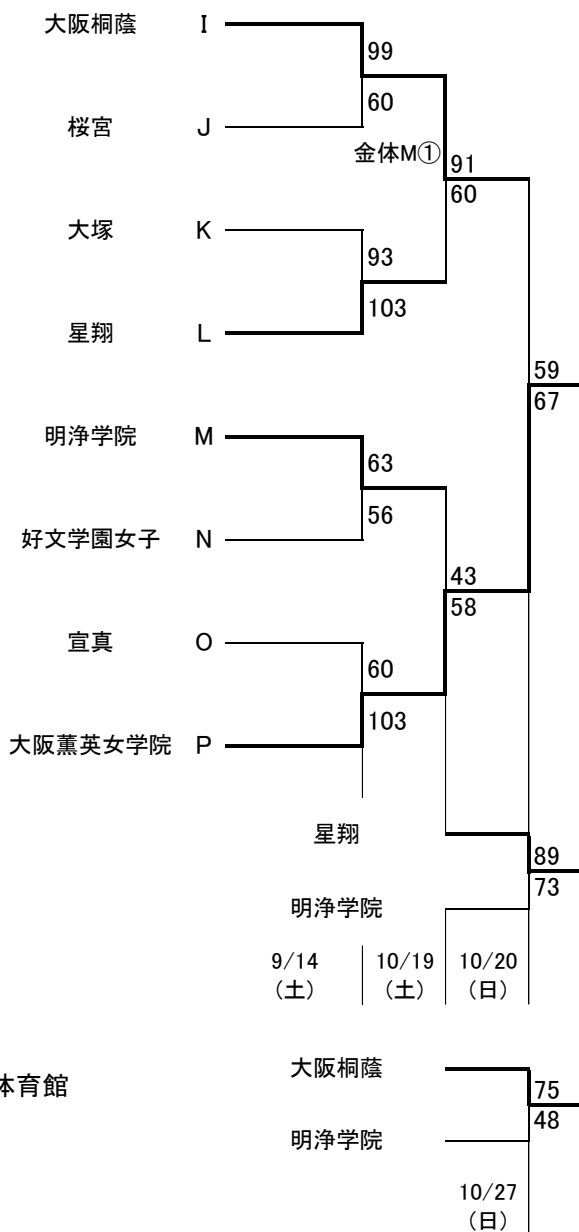 大阪桐蔭 I
99
60
桜宮 J
金体M①
91
60
大塚 K
93
103
星翔 L
59
67
明浄学院 M
63
56
好文学園女子 N
43
58
宣真 O
60
103
大阪薫英女学院 P
星翔
89
73
明浄学院
9/14 10/19 10/20
（土） （土） （日）
大阪桐蔭
体育館
75
48
明浄学院
10/27
（日）